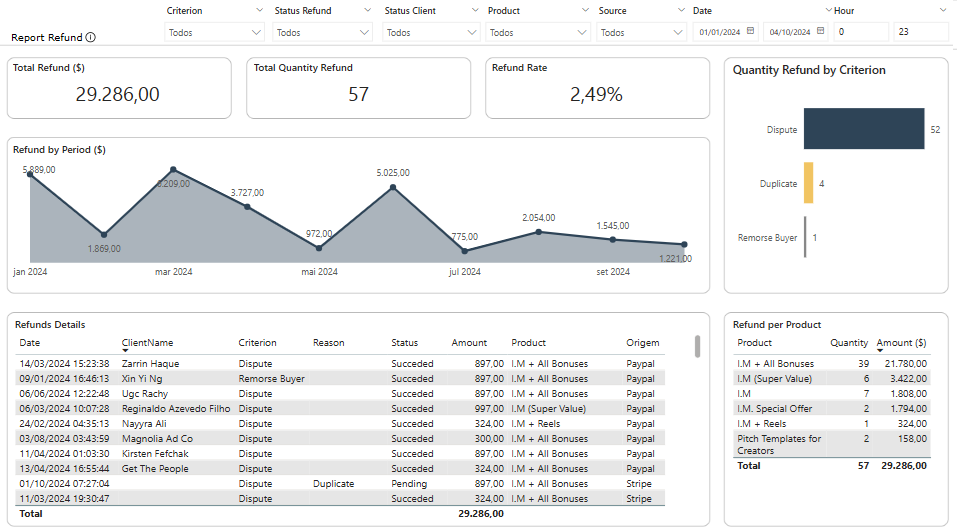 Report Refund
Criterion
Todos
Status Refund
Todos
Status Client
Todos
Product
Todos
Source
Todos
Date
01/01/2024
04/10/2024
Hour
0
23
Total Refund ($)
29.286,00
Total Quantity Refund
57
Refund Rate
2,49%
Quantity Refund by Criterion
Dispute 52
Duplicate 4
Remorse Buyer 1
Refund by Period ($)
5.889,00
1.869,00
6.209,00
3.727,00
972,00
5.025,00
775,00
2.054,00
1.545,00
1.221,00
jan 2024
mar 2024
mai 2024
jul 2024
set 2024
Refunds Details
Date ClientName Criterion Reason Status Amount Product Origem
14/03/2024 15:23:38 Zarrin Haque Dispute Succeded 897,00 I.M + All Bonuses Paypal
09/01/2024 16:46:13 Xin Yi Ng Remorse Buyer Succeded 897,00 I.M + All Bonuses Paypal
06/06/2024 12:22:48 Ugc Rachy Dispute Succeded 897,00 I.M + All Bonuses Paypal
06/03/2024 10:07:28 Reginaldo Azevedo Filho Dispute Succeded 997,00 I.M (Super Value) Paypal
24/02/2024 04:35:13 Nayyra Ali Dispute Succeded 324,00 I.M + Reels Paypal
03/08/2024 03:43:59 Magnolia Ad Co Dispute Succeded 300,00 I.M + All Bonuses Paypal
11/04/2024 01:03:30 Kirsten Fefchak Dispute Succeded 897,00 I.M + All Bonuses Paypal
13/04/2024 16:55:44 Get The People Dispute Succeded 324,00 I.M + All Bonuses Paypal
01/10/2024 07:27:04 Dispute Duplicate Pending 897,00 I.M + All Bonuses Stripe
11/03/2024 19:30:47 Dispute Succeded 324,00 I.M + All Bonuses Stripe
Total 29.286,00
Refund per Product
Product Quantity Amount ($)
I.M + All Bonuses 39 21.780,00
I.M (Super Value) 6 3.422,00
I.M 7 1.808,00
I.M. Special Offer 2 1.794,00
I.M + Reels 1 324,00
Pitch Templates for 2 158,00
Creators
Total 57 29.286,00